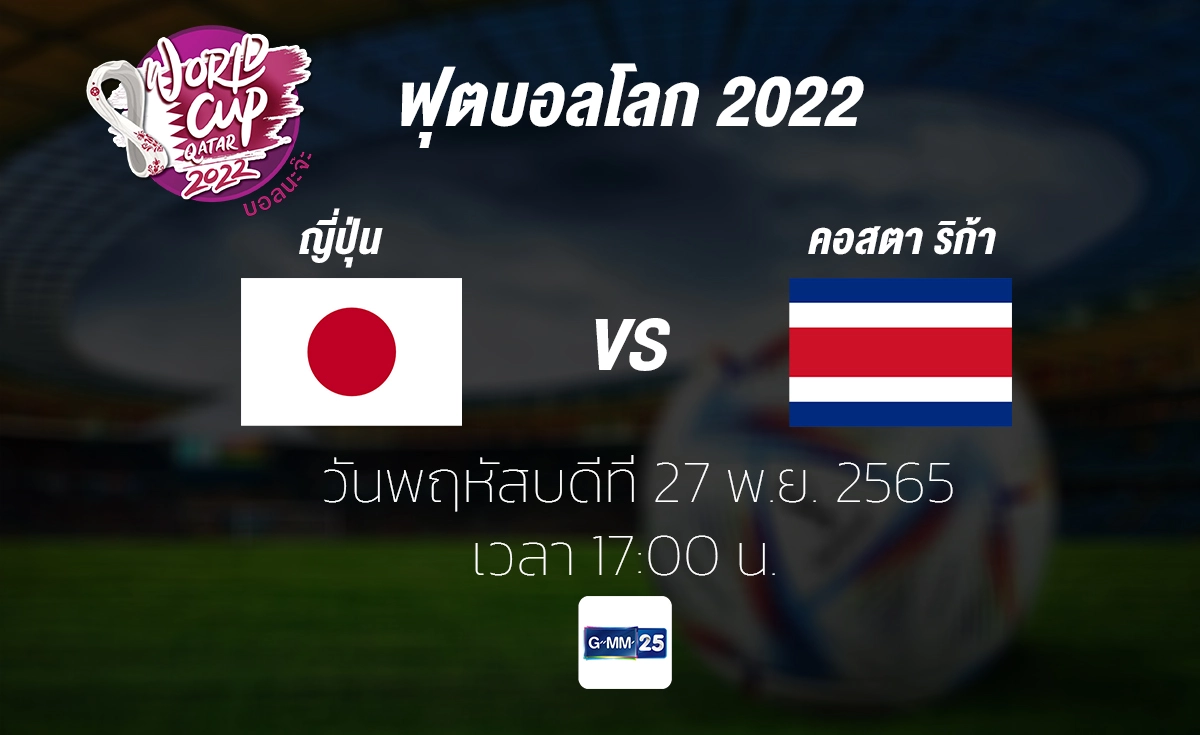 WORLD
CUP
QATAR
2022
บอลนะจ๊ะ
ฟุตบอลโลก 2022
ญี่ปุ่น
คอสตา ริก้า
VS
วันพฤหัสบดีที่ 27 พ.ย. 2565
เวลา 17:00 น.
GMM 25